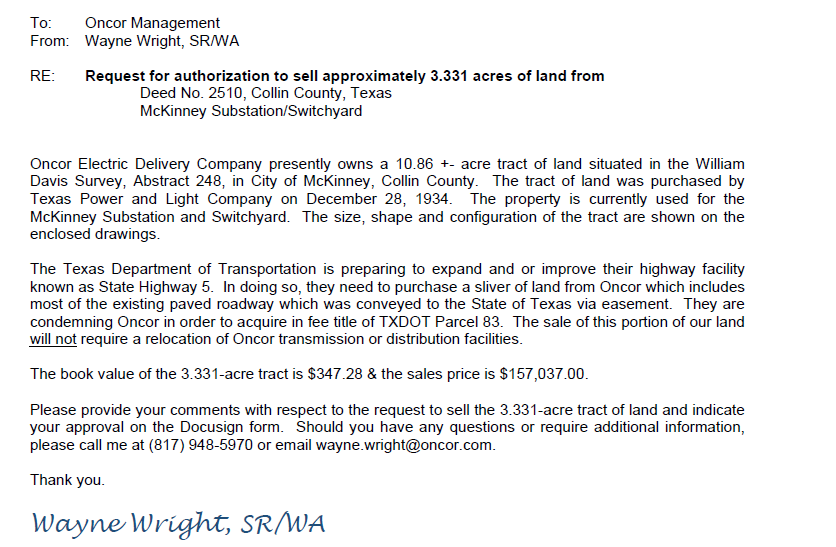 To: Oncor Management
From: Wayne Wright, SR/WA
RE: Request for authorization to sell approximately 3.331 acres of land from
Deed No. 2510, Collin County, Texas
McKinney Substation/Switchyard
Oncor Electric Delivery Company presently owns a 10.86 +- acre tract of land situated in the William
Davis Survey, Abstract 248, in City of McKinney, Collin County. The tract of land was purchased by
Texas Power and Light Company on December 28, 1934. The property is currently used for the
McKinney Substation and Switchyard. The size, shape and configuration of the tract are shown on the
enclosed drawings.
The Texas Department of Transportation is preparing to expand and or improve their highway facility
known as State Highway 5. In doing so, they need to purchase a sliver of land from Oncor which includes
most of the existing paved roadway which was conveyed to the State of Texas via easement. They are
condemning Oncor in order to acquire in fee title of TXDOT Parcel 83. The sale of this portion of our land
will not require a relocation of Oncor transmission or distribution facilities.
The book value of the 3.331-acre tract is $347.28 & the sales price is $157,037.00.
Please provide your comments with respect to the request to sell the 3.331-acre tract of land and indicate
your approval on the Docusign form. Should you have any questions or require additional information,
please call me at (817) 948-5970 or email wayne.wright@oncor.com.
Thank you.
Wayne Wright, SR/WA